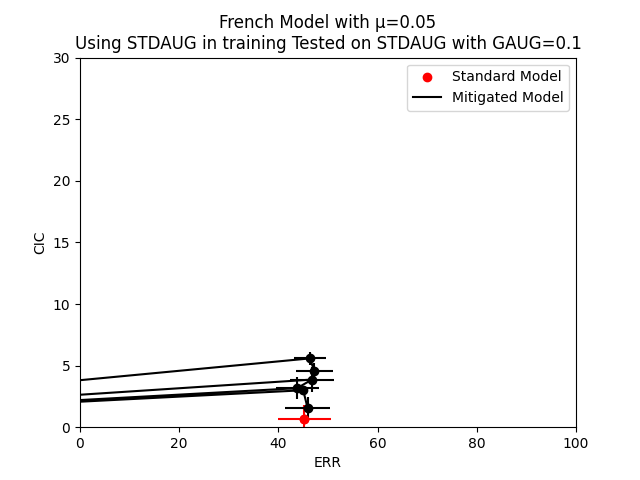 French Model with μ=0.05
Using STDAUG in training Tested on STDAUG with GAUG=0.1
30
25
20
15
10
5
0
CIC
Standard Model
Mitigated Model
0 20 40 60 80 100
ERR